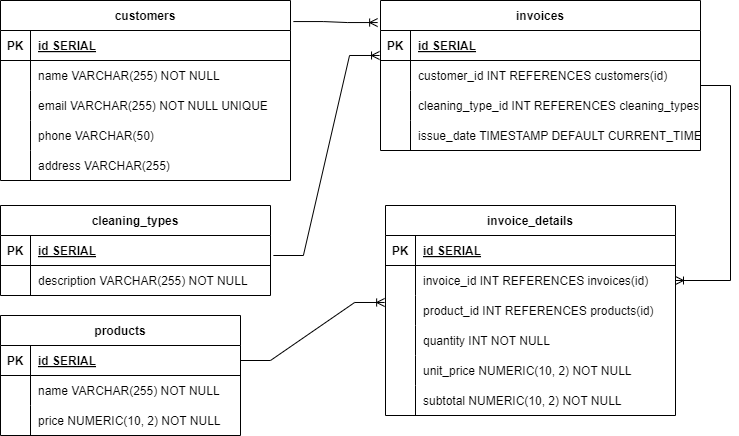 customers
PK id SERIAL
name VARCHAR(255) NOT NULL
email VARCHAR(255) NOT NULL UNIQUE
phone VARCHAR(50)
address VARCHAR(255)
invoices
PK id SERIAL
customer_id INT REFERENCES customers(id)
cleaning_type_id INT REFERENCES cleaning_types
issue_date TIMESTAMP DEFAULT CURRENT_TIME
cleaning_types
PK id SERIAL
description VARCHAR(255) NOT NULL
invoice_details
PK id SERIAL
invoice_id INT REFERENCES invoices(id)
product_id INT REFERENCES products(id)
quantity INT NOT NULL
unit_price NUMERIC(10, 2) NOT NULL
subtotal NUMERIC(10, 2) NOT NULL
products
PK id SERIAL
name VARCHAR(255) NOT NULL
price NUMERIC(10, 2) NOT NULL